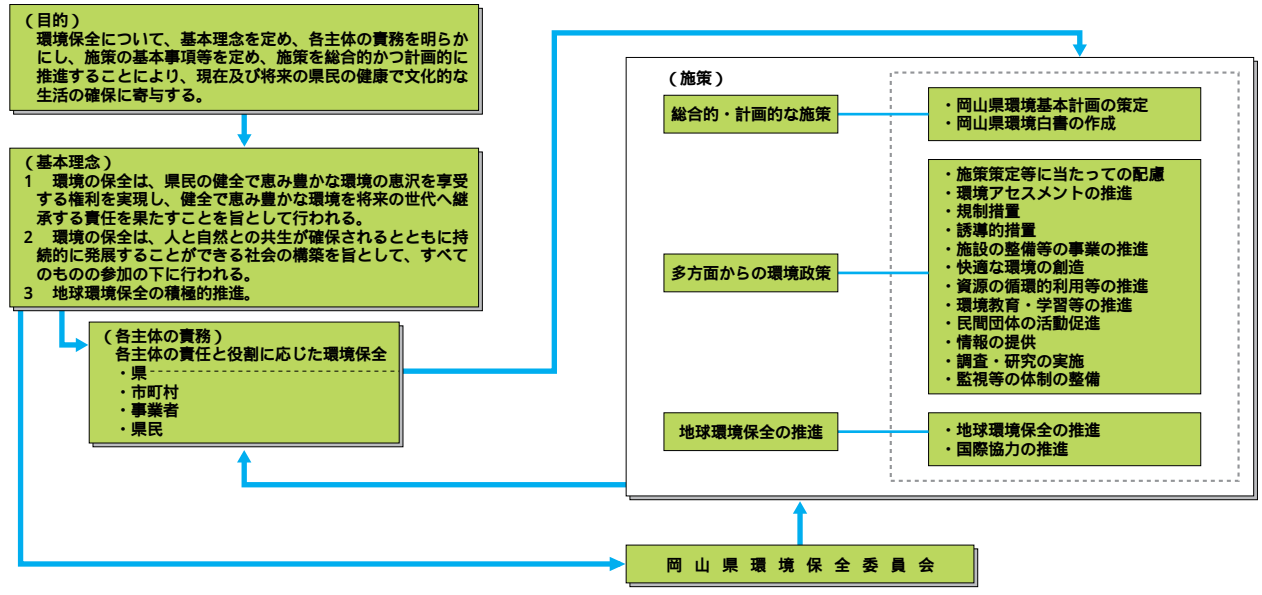 （目的）
環境保全について、基本理念を定め、各主体の責務を明らか
にし、施策の基本事項等を定め、施策を総合的かつ計画的に
推進することにより、現在及び将来の県民の健康で文化的な
生活の確保に寄与する。
（基本理念）
1　環境の保全は、県民の健全で恵み豊かな環境の恵沢を享受
する権利を実現し、健全で恵み豊かな環境を将来の世代へ継
承する責任を果たすことを旨として行われる。
2　環境の保全は、人と自然との共生が確保されるとともに持
続的に発展することができる社会の構築を旨として、すべて
のものの参加の下に行われる。
3　地球環境保全の積極的推進。
（各主体の責務）
各主体の責任と役割に応じた環境保全
・県
・市町村
・事業者
・県民
（施策）
総合的・計画的な施策
・岡山県環境基本計画の策定
・岡山県環境白書の作成
多方面からの環境政策
・施策策定等に当たっての配慮
・環境アセスメントの推進
・規制措置
・誘導的措置
・施設の整備等の事業の推進
・快適な環境の創造
・資源の循環的利用等の推進
・環境教育・学習等の推進
・民間団体の活動促進
・情報の提供
・調査・研究の実施
・監視等の体制の整備
地球環境保全の推進
・地球環境保全の推進
・国際協力の推進
岡山県環境保全委員会